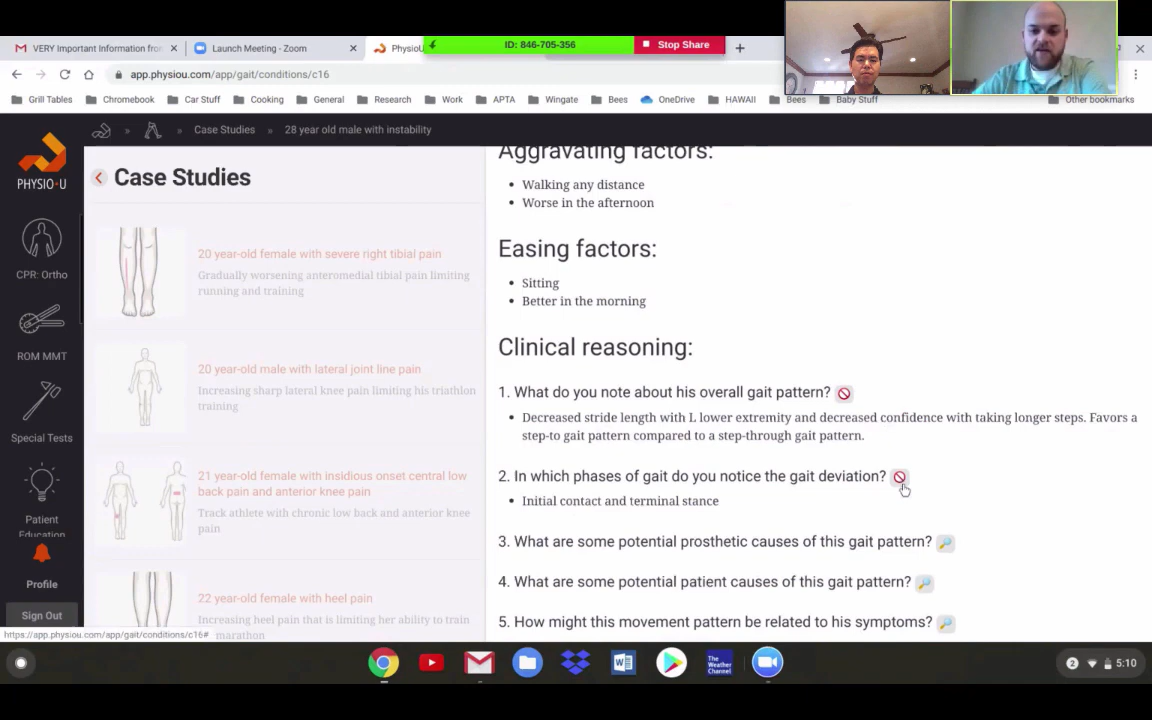 VERY Important Information from
Launch Meeting - Zoom
PhysioU
ID: 846-705-356
Stop Share
app.physiou.com/app/gait/conditions/c16
Grill Tables
Chromebook
Car Stuff
Cooking
General
Research
Work
APTA
Wingate
Bees
OneDrive
HAWAII
Bees
Baby Stuff
Other bookmarks
PHYSIO U
CPR: Ortho
ROM MMT
Special Tests
Patient
Education
Profile
Sign Out
Case Studies
28 year old male with instability
Case Studies
20 year-old female with severe right tibial pain
Gradually worsening anteromedial tibial pain limiting
running and training
20 year-old male with lateral joint line pain
Increasing sharp lateral knee pain limiting his triathlon
training
21 year-old female with insidious onset central low
back pain and anterior knee pain
Track athlete with chronic low back and anterior knee
pain
22 year-old female with heel pain
Increasing heel pain that is limiting her ability to train
marathon
Aggravating factors:
• Walking any distance
• Worse in the afternoon
Easing factors:
• Sitting
• Better in the morning
Clinical reasoning:
1. What do you note about his overall gait pattern?
• Decreased stride length with L lower extremity and decreased confidence with taking longer steps. Favors a
step-to gait pattern compared to a step-through gait pattern.
2. In which phases of gait do you notice the gait deviation?
• Initial contact and terminal stance
3. What are some potential prosthetic causes of this gait pattern?
4. What are some potential patient causes of this gait pattern?
5. How might this movement pattern be related to his symptoms?
https://app.physiou.com/app/gait/conditions/c16#
The
Weather
Channel
2
5:10